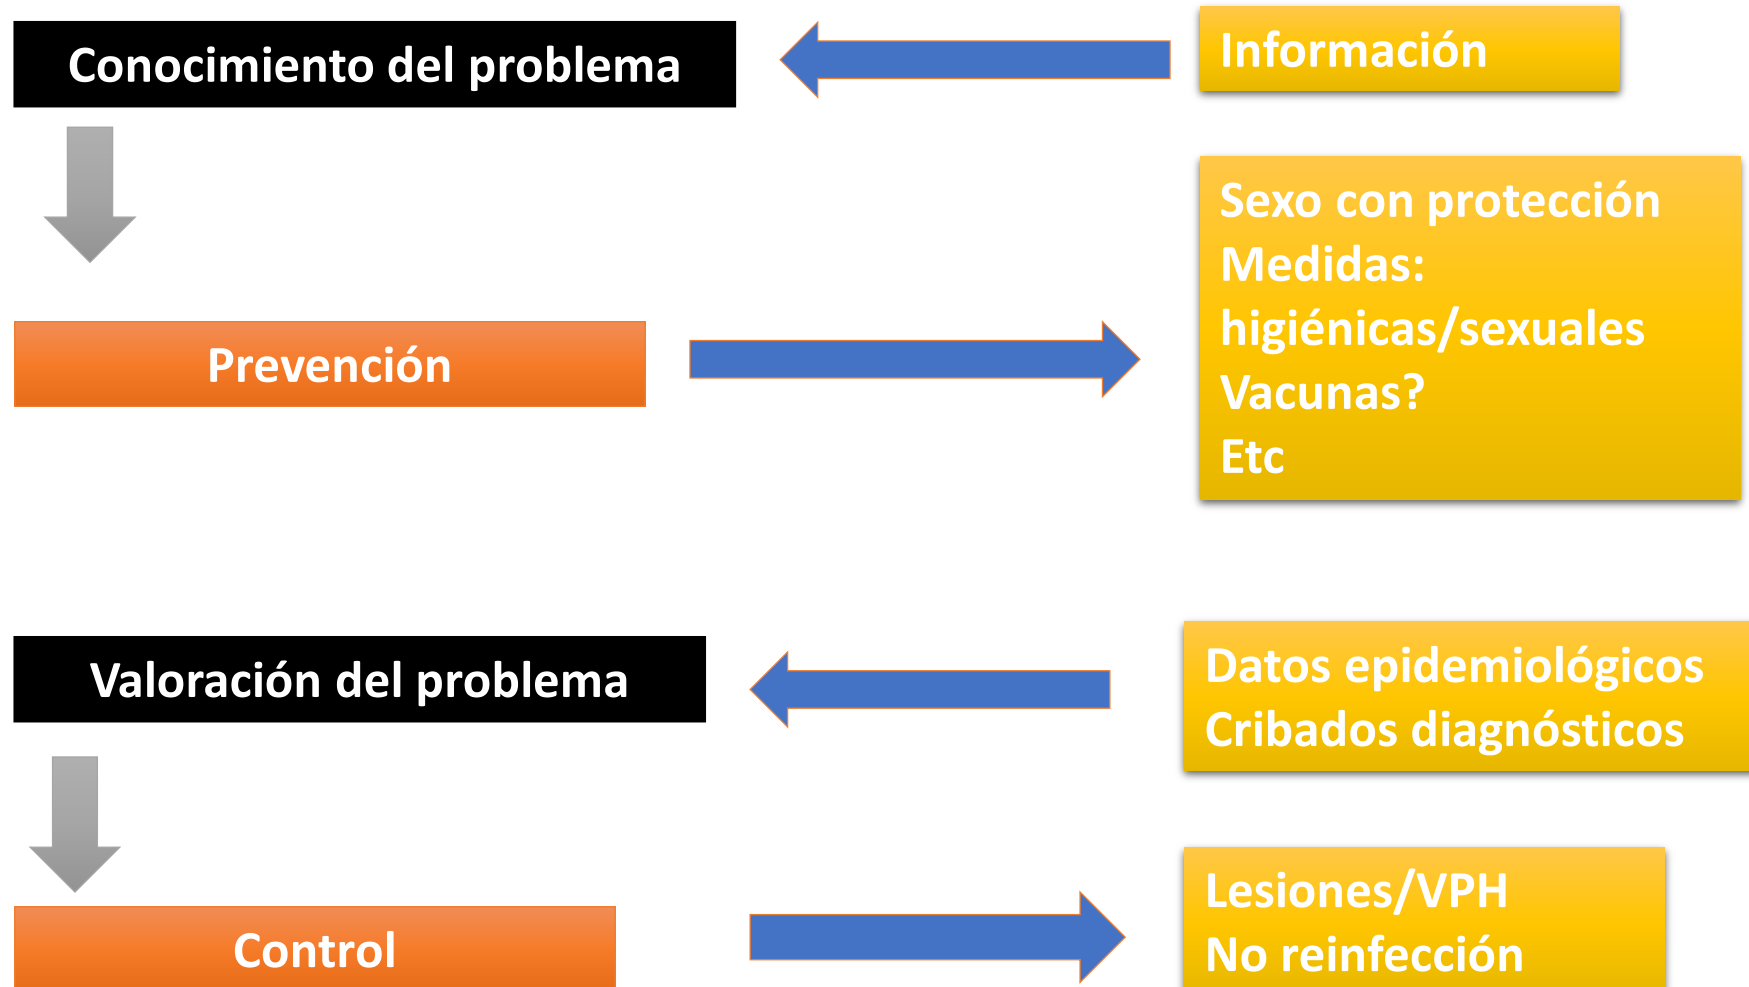 Conocimiento del problema
Información
Sexo con protección
Medidas:
higiénicas/sexuales
Vacunas?
Etc
Prevención
Valoración del problema
Datos epidemiológicos
Cribados diagnósticos
Control
Lesiones/VPH
No reinfección